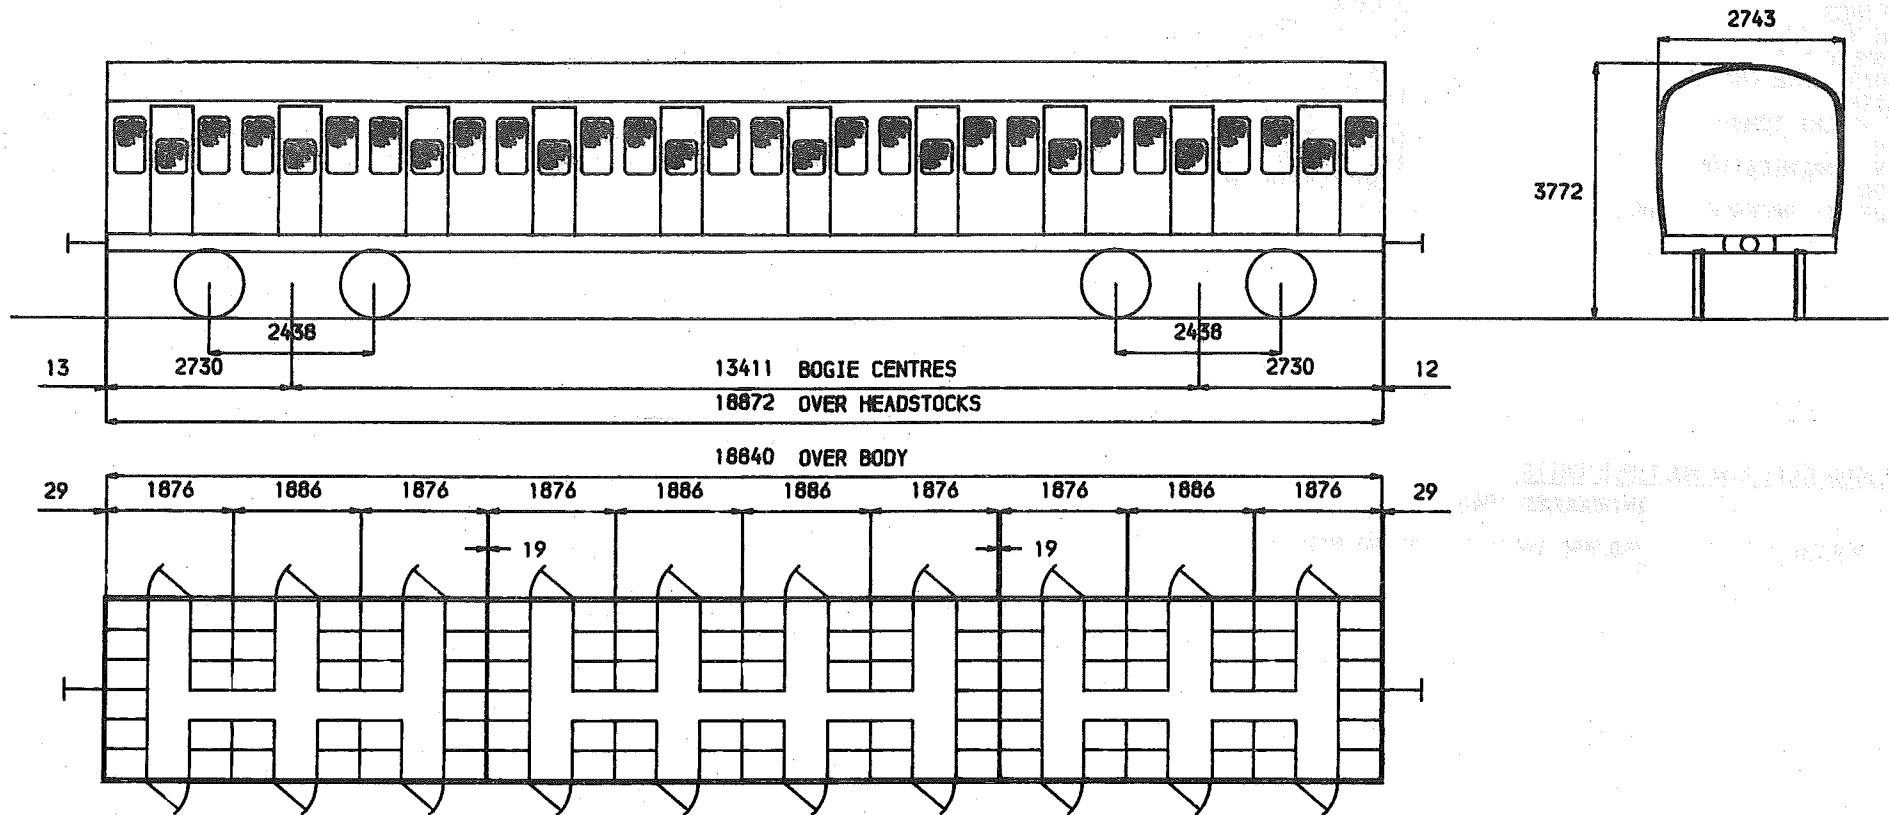 2743
3772
2438 2438
13 2730 13411 BOGIE CENTRES 2730 12
18872 OVER HEADSTOCKS
18840 OVER BODY
29 1876 1886 1876 1876 1886 1886 1876 1876 1886 1876 29
19 19